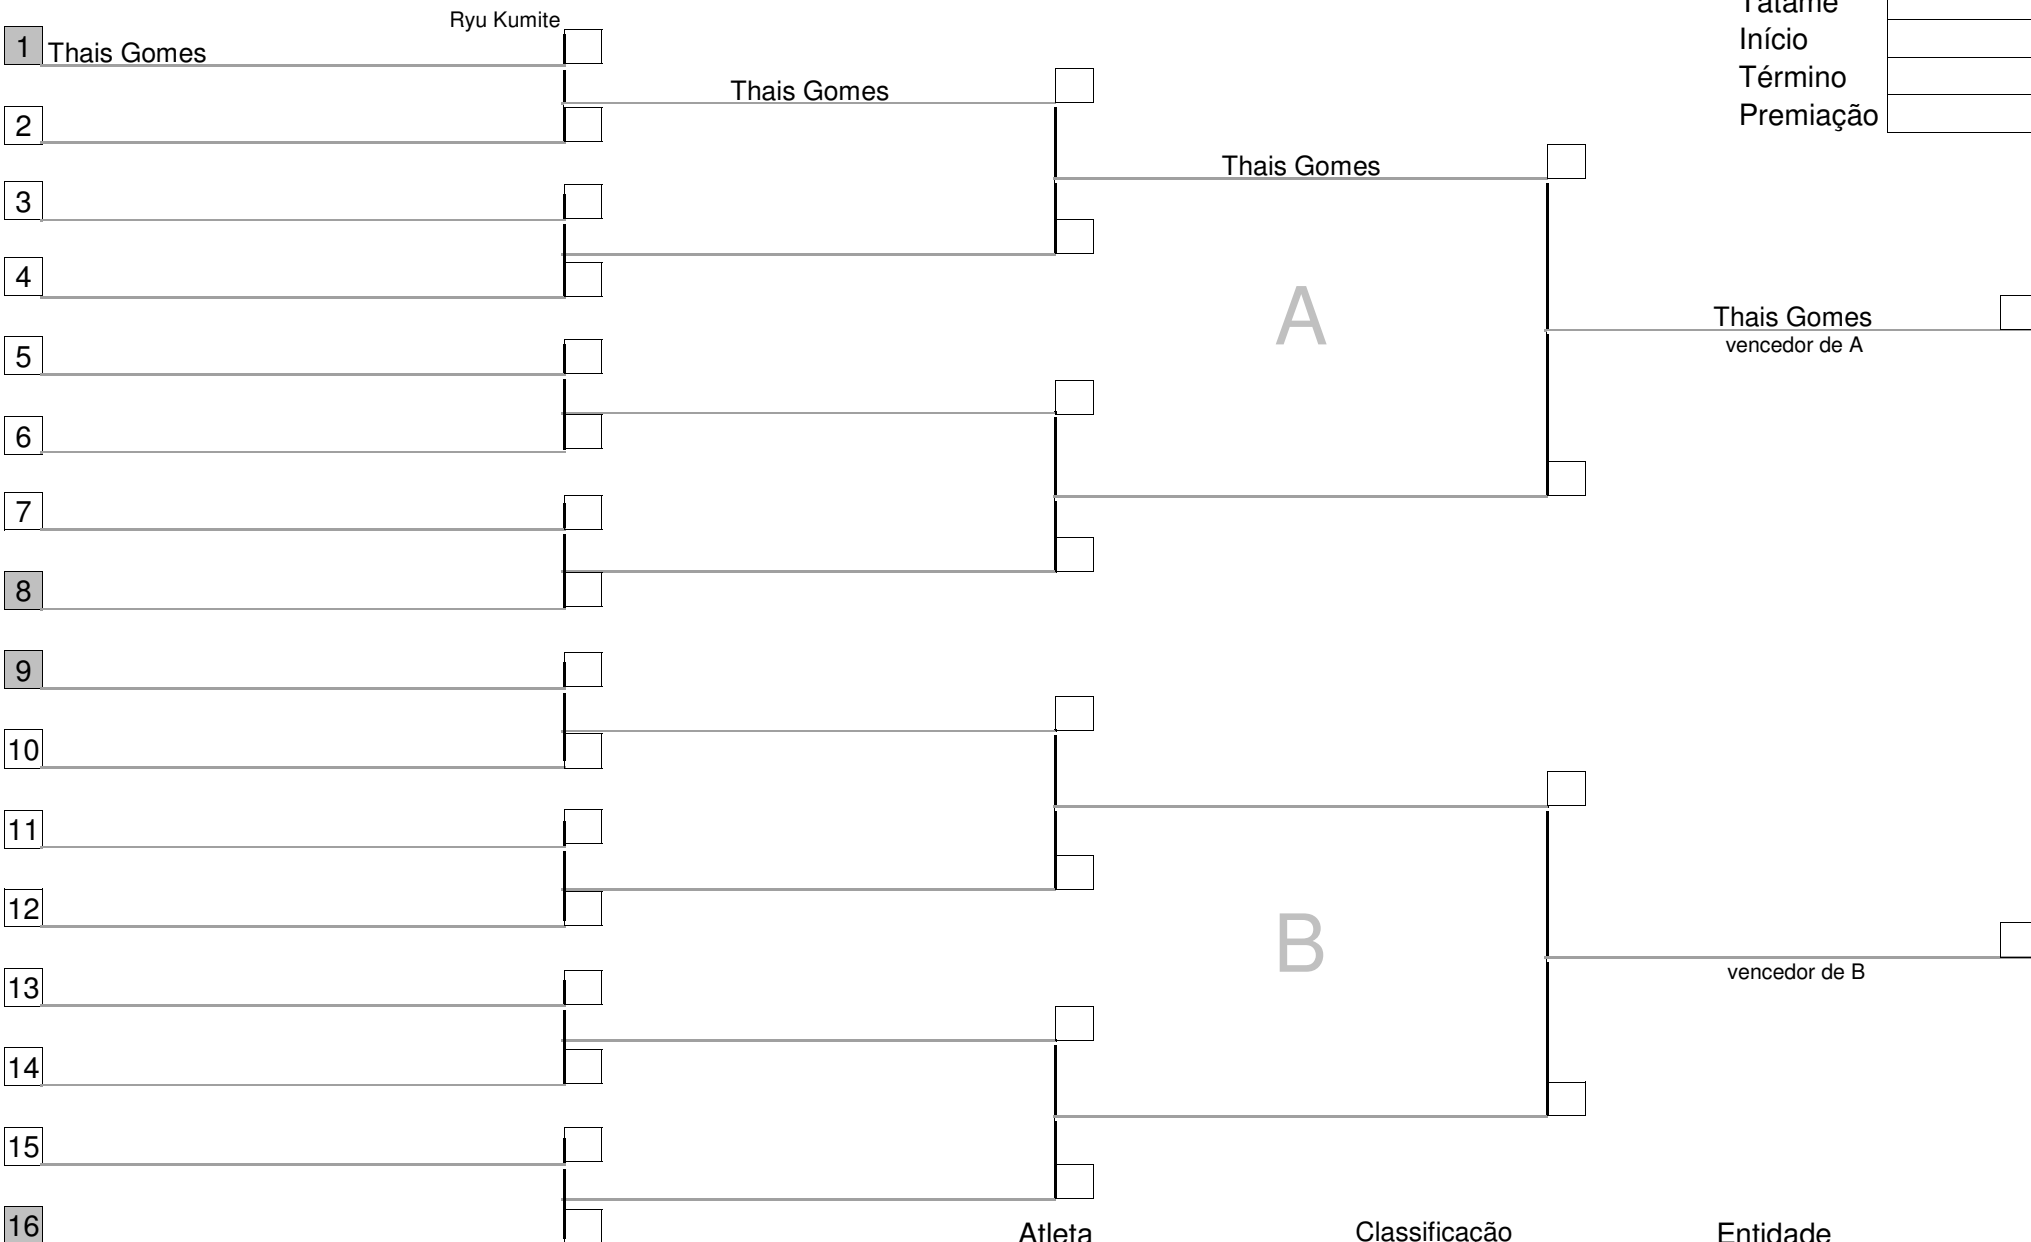 Ryu Kumite
Tatame
1 Thais Gomes
Início
Término
Thais Gomes
Premiação
2
Thais Gomes
3
4
A
Thais Gomes
vencedor de A
5
6
7
8
9
10
11
12
B
vencedor de B
13
14
15
16
Atleta Classificação Entidade